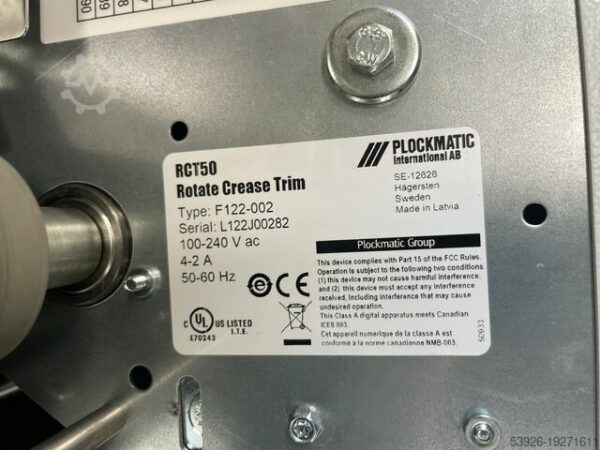 RCT50
Rotate Crease Trim
Type: F122-002
Serial: L122J00282
100-240 V ac
4-2 A
50-60 Hz
PLOCKMATIC
International AB
SE-12626
Hägersten
Sweden
Made in Latvia
Plockmatic Group
This device complies with Part 15 of the FCC Rules.
Operation is subject to the following two conditions
(1) this device may not cause harmful interference,
and (2) this device must accept any interference
received, including interference that may cause
undesired operation.
This Class A digital apparatus meets Canadian
ICES 003.
Cet appareil numérique de la classe A est
conforme à la norme canadienne NMB-003.
C UL US LISTED
I.T.E.
E70243
CE
50933
53926-19271611